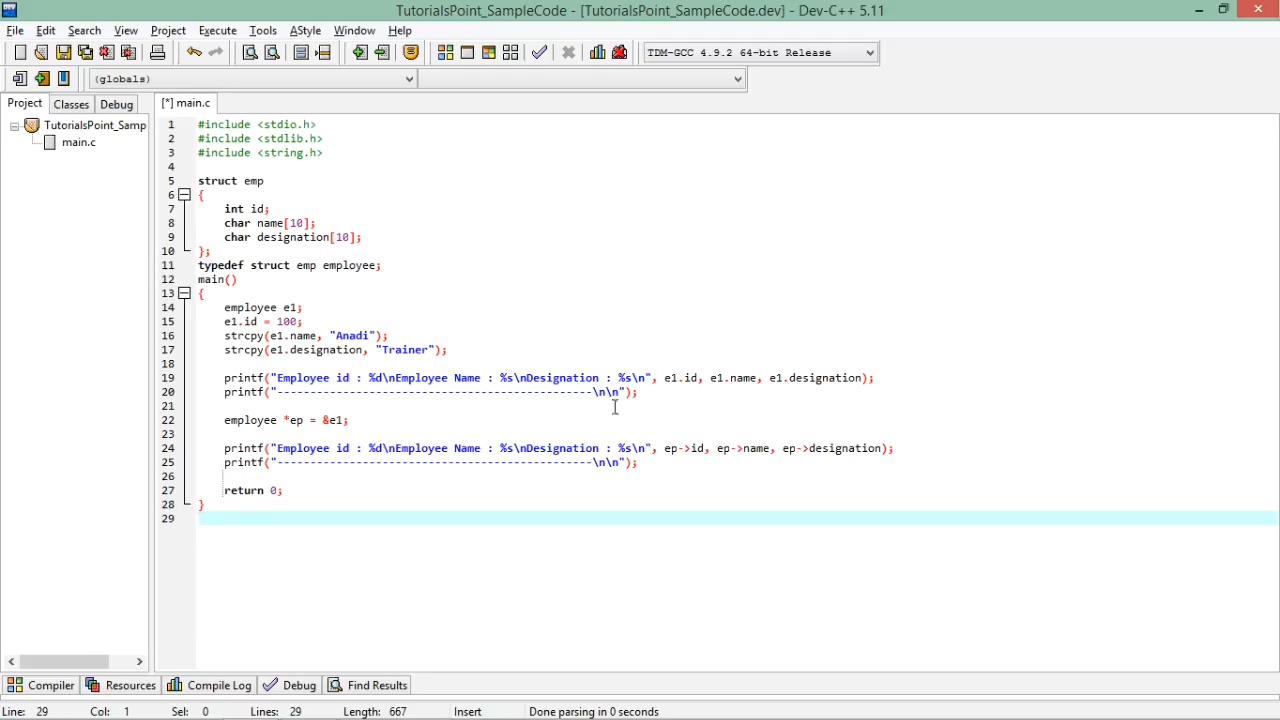 TutorialsPoint_SampleCode - [TutorialsPoint_SampleCode.dev] - Dev-C++ 5.11
File Edit Search View Project Execute Tools AStyle Window Help
TDM-GCC 4.9.2 64-bit Release
(globals)
Project Classes Debug [*] main.c
TutorialsPoint_Samp
main.c
1 #include <stdio.h>
2 #include <stdlib.h>
3 #include <string.h>
4
5 struct emp
6 {
7 int id;
8 char name[10];
9 char designation[10];
10 };
11 typedef struct emp employee;
12 main()
13 {
14 employee e1;
15 e1.id = 100;
16 strcpy(e1.name, "Anadi");
17 strcpy(e1.designation, "Trainer");
18
19 printf("Employee id : %d\nEmployee Name : %s\nDesignation : %s\n", e1.id, e1.name, e1.designation);
20 printf("------------------------------------------------\n\n");
21
22 employee *ep = &e1;
23
24 printf("Employee id : %d\nEmployee Name : %s\nDesignation : %s\n", ep->id, ep->name, ep->designation);
25 printf("------------------------------------------------\n\n");
26
27 return 0;
28 }
29
Compiler Resources Compile Log Debug Find Results
Line: 29 Col: 1 Sel: 0 Lines: 29 Length: 667 Insert Done parsing in 0 seconds